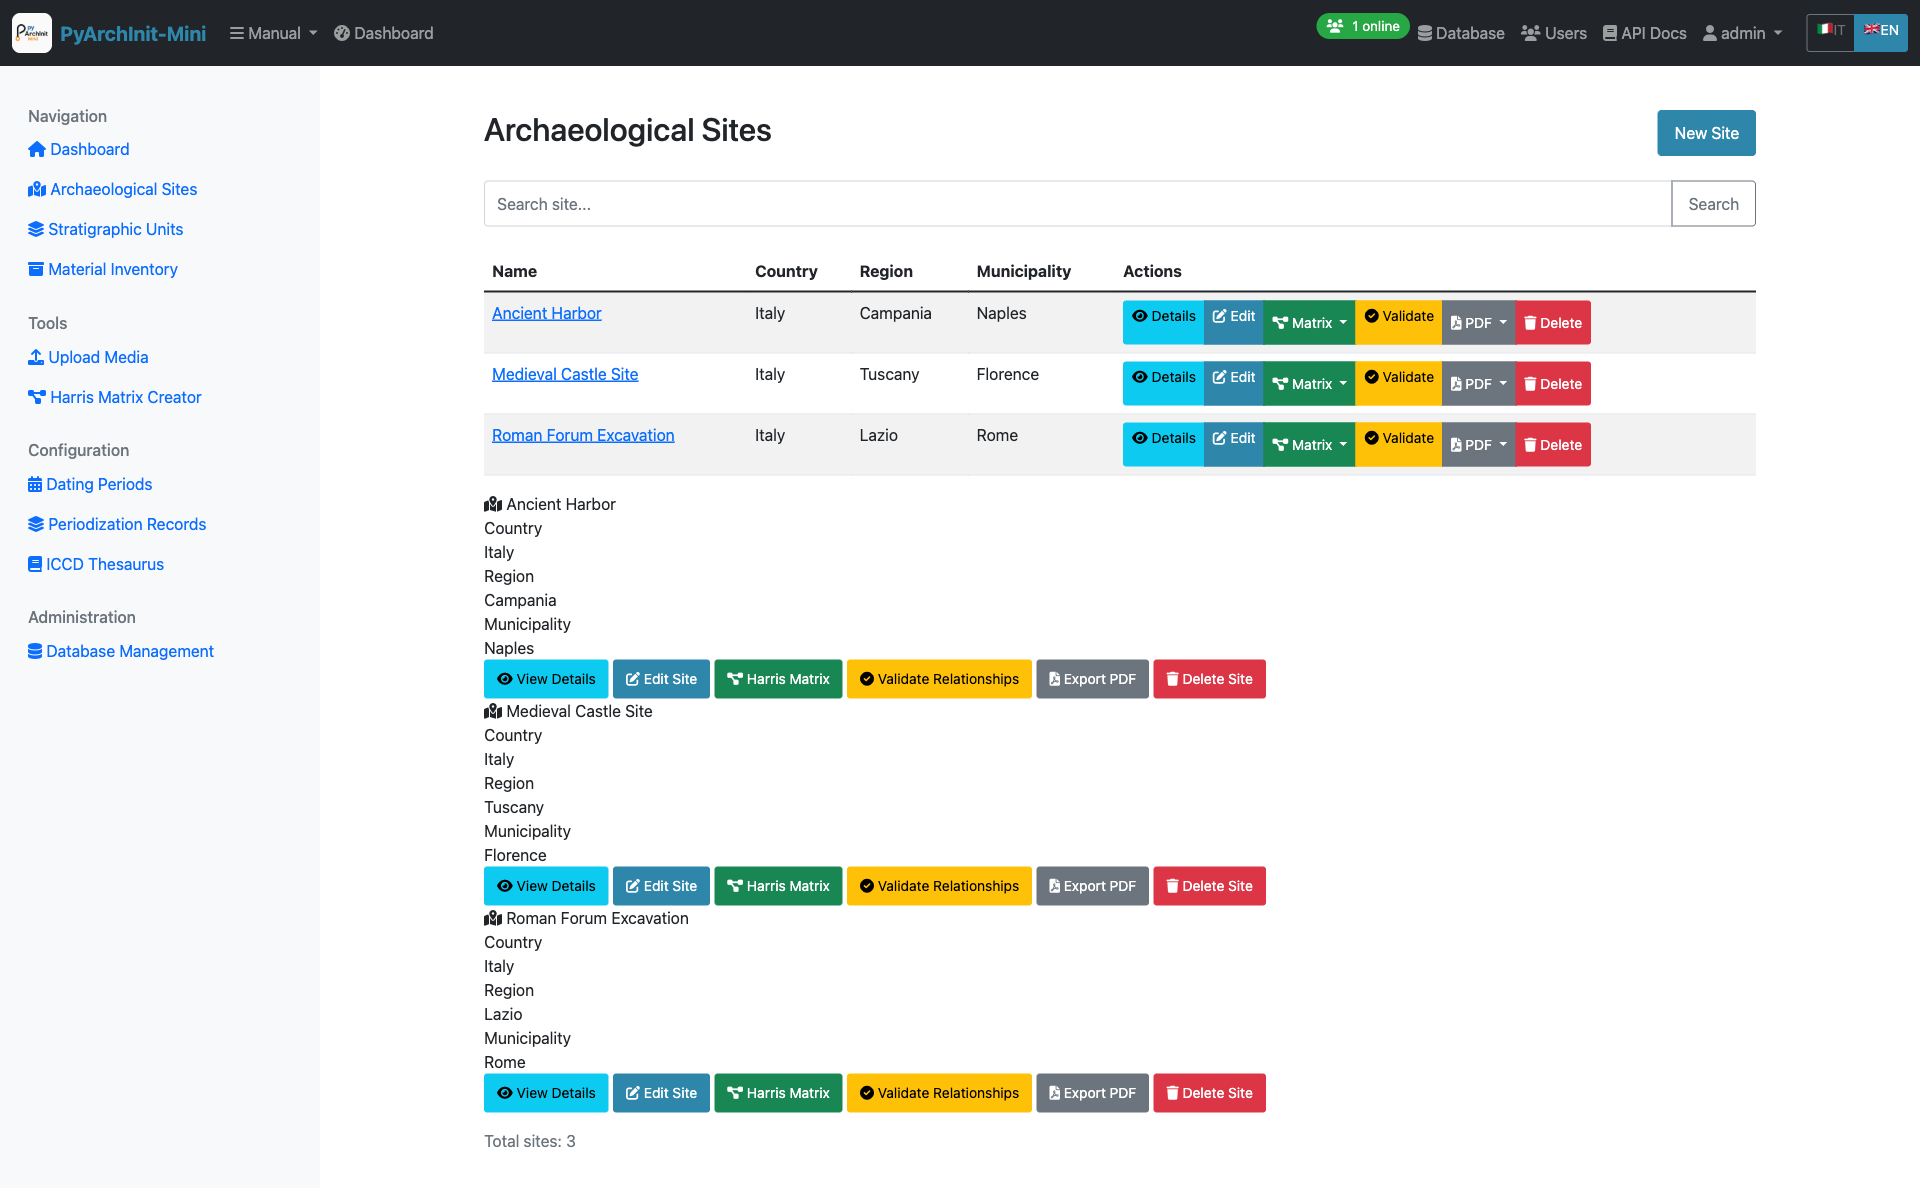 PyArchInit-Mini Manual Dashboard 1 online Database Users API Docs admin IT EN
Navigation
Dashboard
Archaeological Sites
Stratigraphic Units
Material Inventory
Tools
Upload Media
Harris Matrix Creator
Configuration
Dating Periods
Periodization Records
ICCD Thesaurus
Administration
Database Management
Archaeological Sites
New Site
Search site... Search
Name Country Region Municipality Actions
Ancient Harbor Italy Campania Naples Details Edit Matrix Validate PDF Delete
Medieval Castle Site Italy Tuscany Florence Details Edit Matrix Validate PDF Delete
Roman Forum Excavation Italy Lazio Rome Details Edit Matrix Validate PDF Delete
Ancient Harbor
Country
Italy
Region
Campania
Municipality
Naples
View Details Edit Site Harris Matrix Validate Relationships Export PDF Delete Site
Medieval Castle Site
Country
Italy
Region
Tuscany
Municipality
Florence
View Details Edit Site Harris Matrix Validate Relationships Export PDF Delete Site
Roman Forum Excavation
Country
Italy
Region
Lazio
Municipality
Rome
View Details Edit Site Harris Matrix Validate Relationships Export PDF Delete Site
Total sites: 3